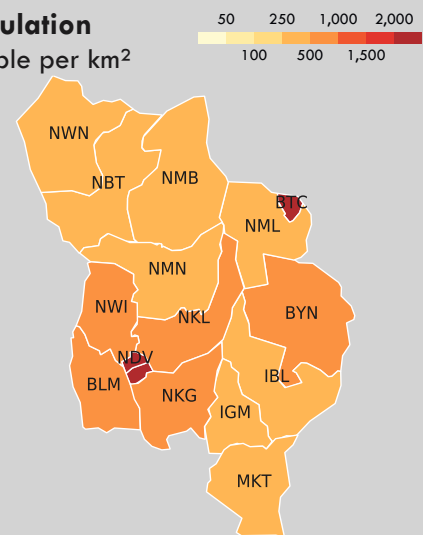 ulation
ple per km²
50 250 1,000 2,000
100 500 1,500
NWN
NBT
NMB
BTC
NML
NMN
NWI
NKL
BYN
NDV
BLM
IBL
NKG
IGM
MKT